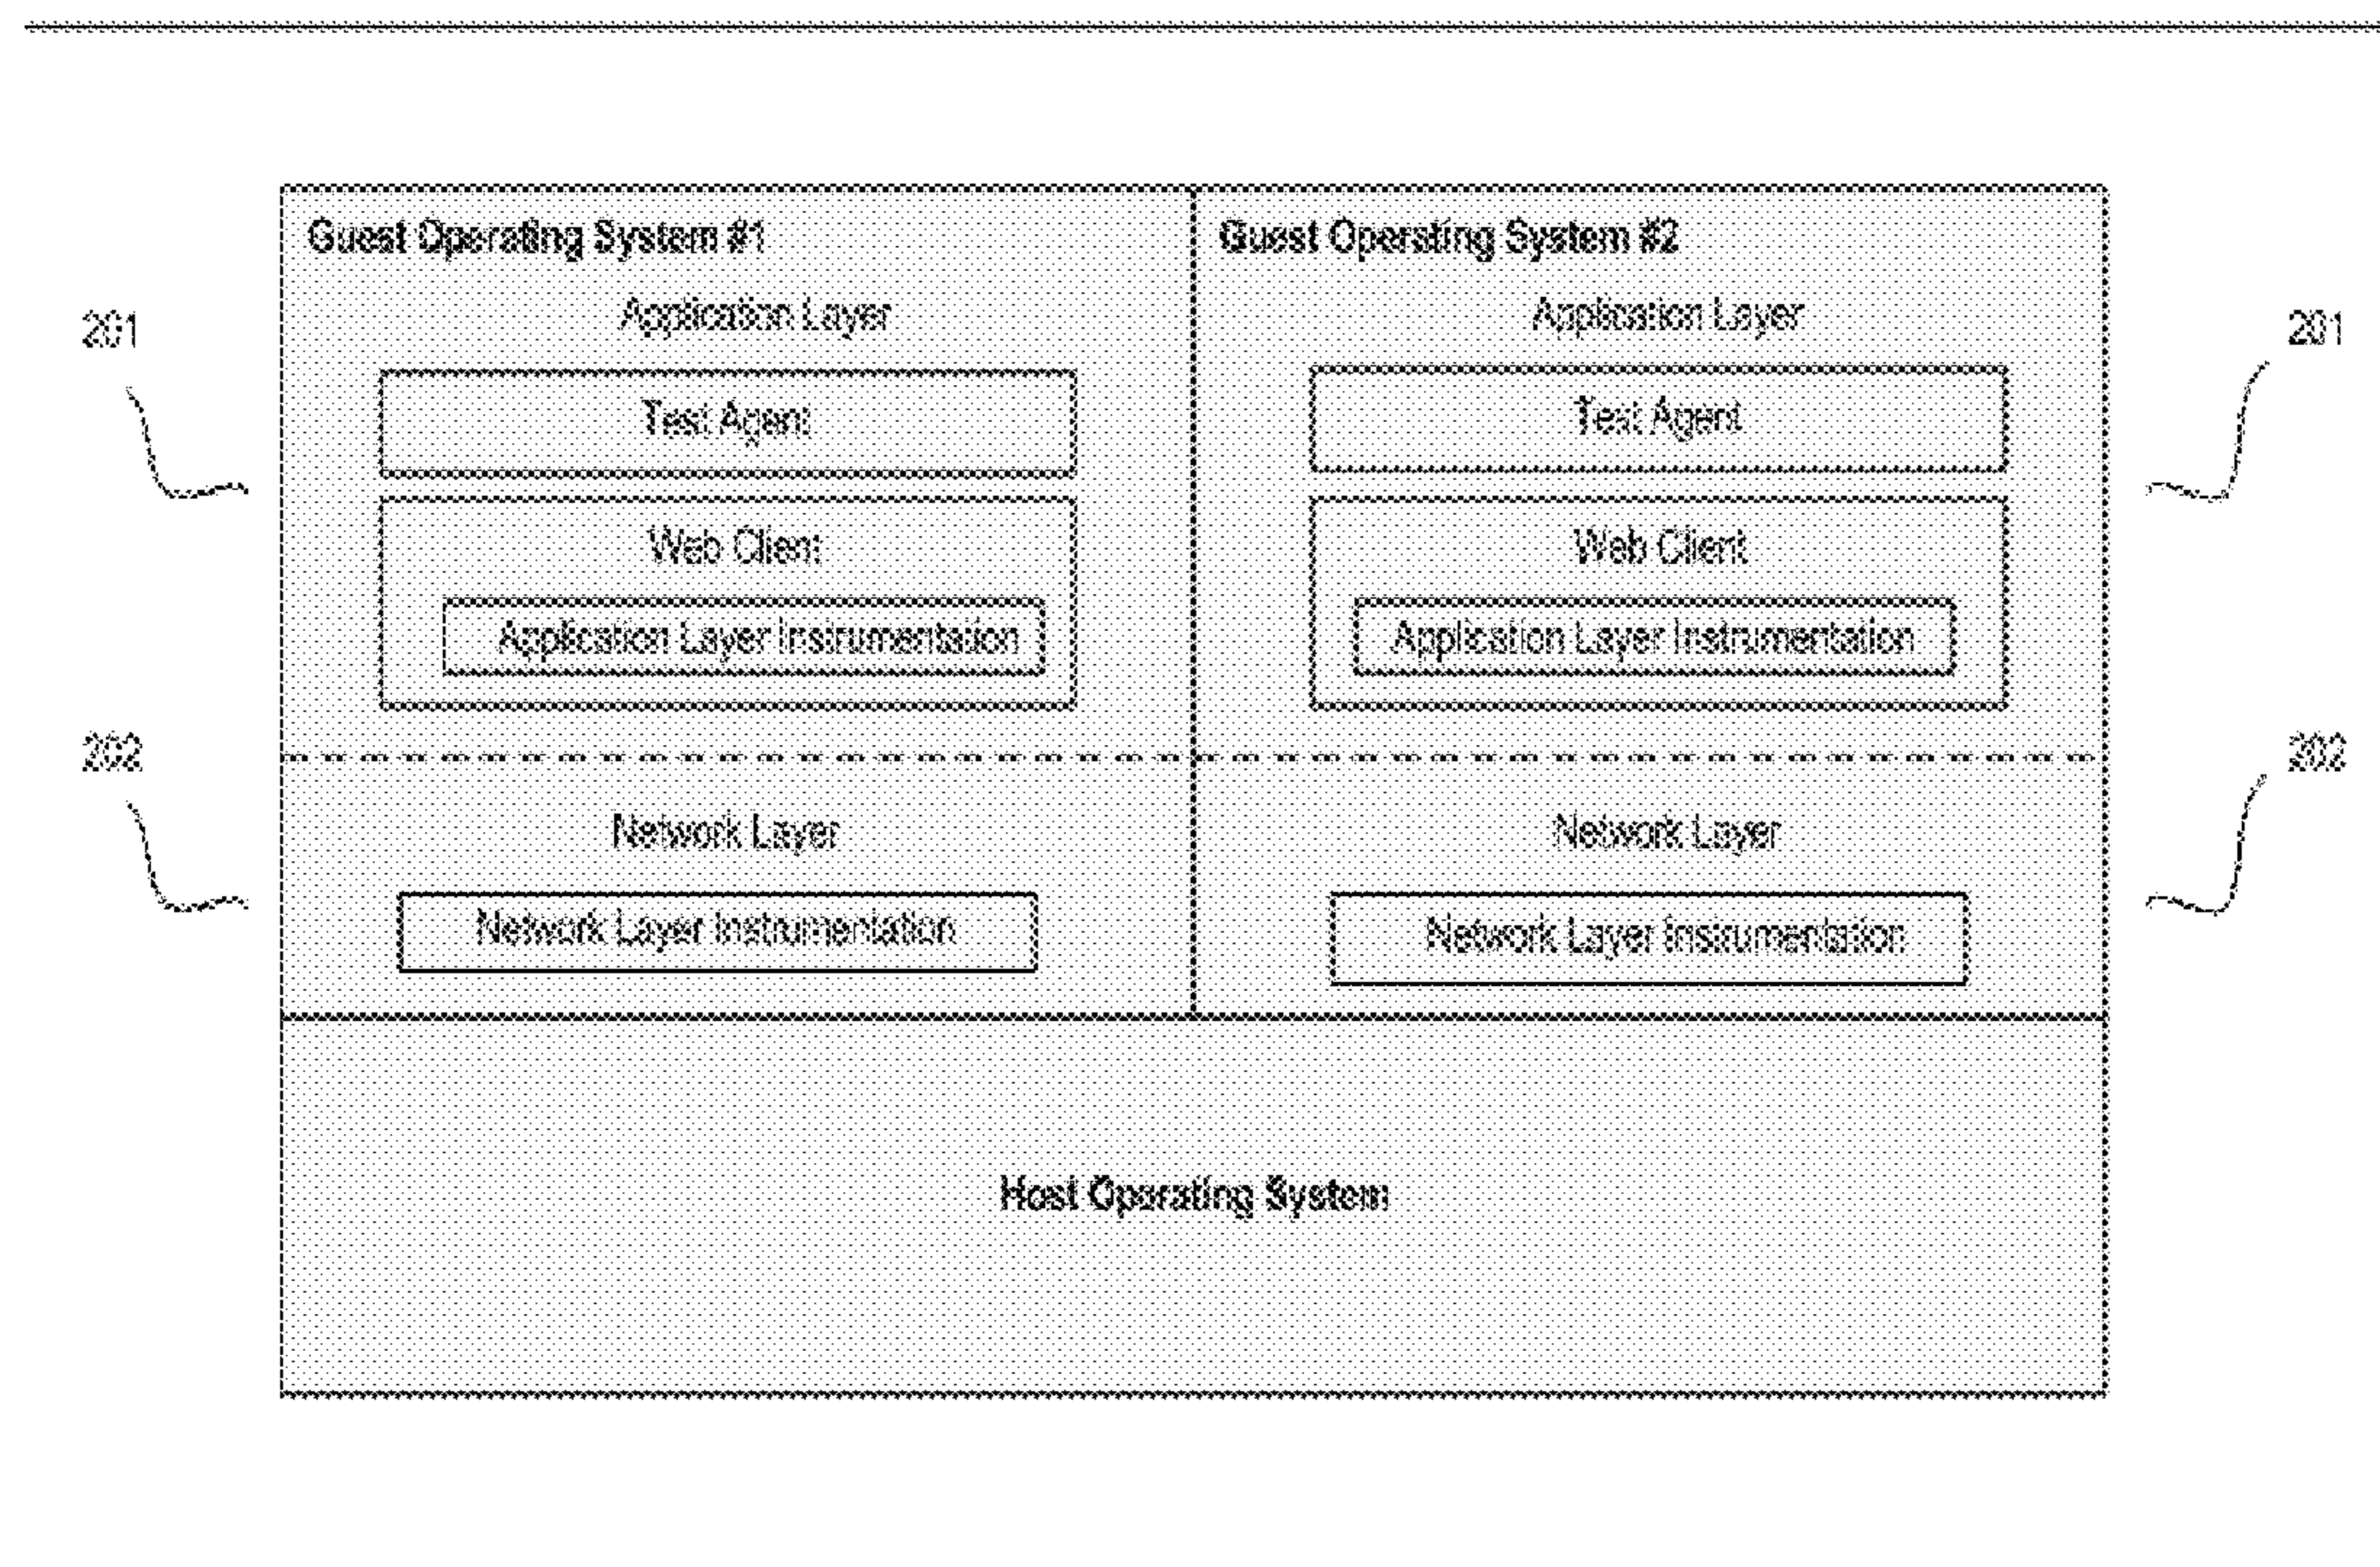 Guest Operating System #1
Guest Operating System #2
Application Layer
Application Layer
201
201
Test Agent
Test Agent
Web Client
Web Client
Application Layer Instrumentation
Application Layer Instrumentation
202
202
Network Layer
Network Layer
Network Layer Instrumentation
Network Layer Instrumentation
Host Operating System